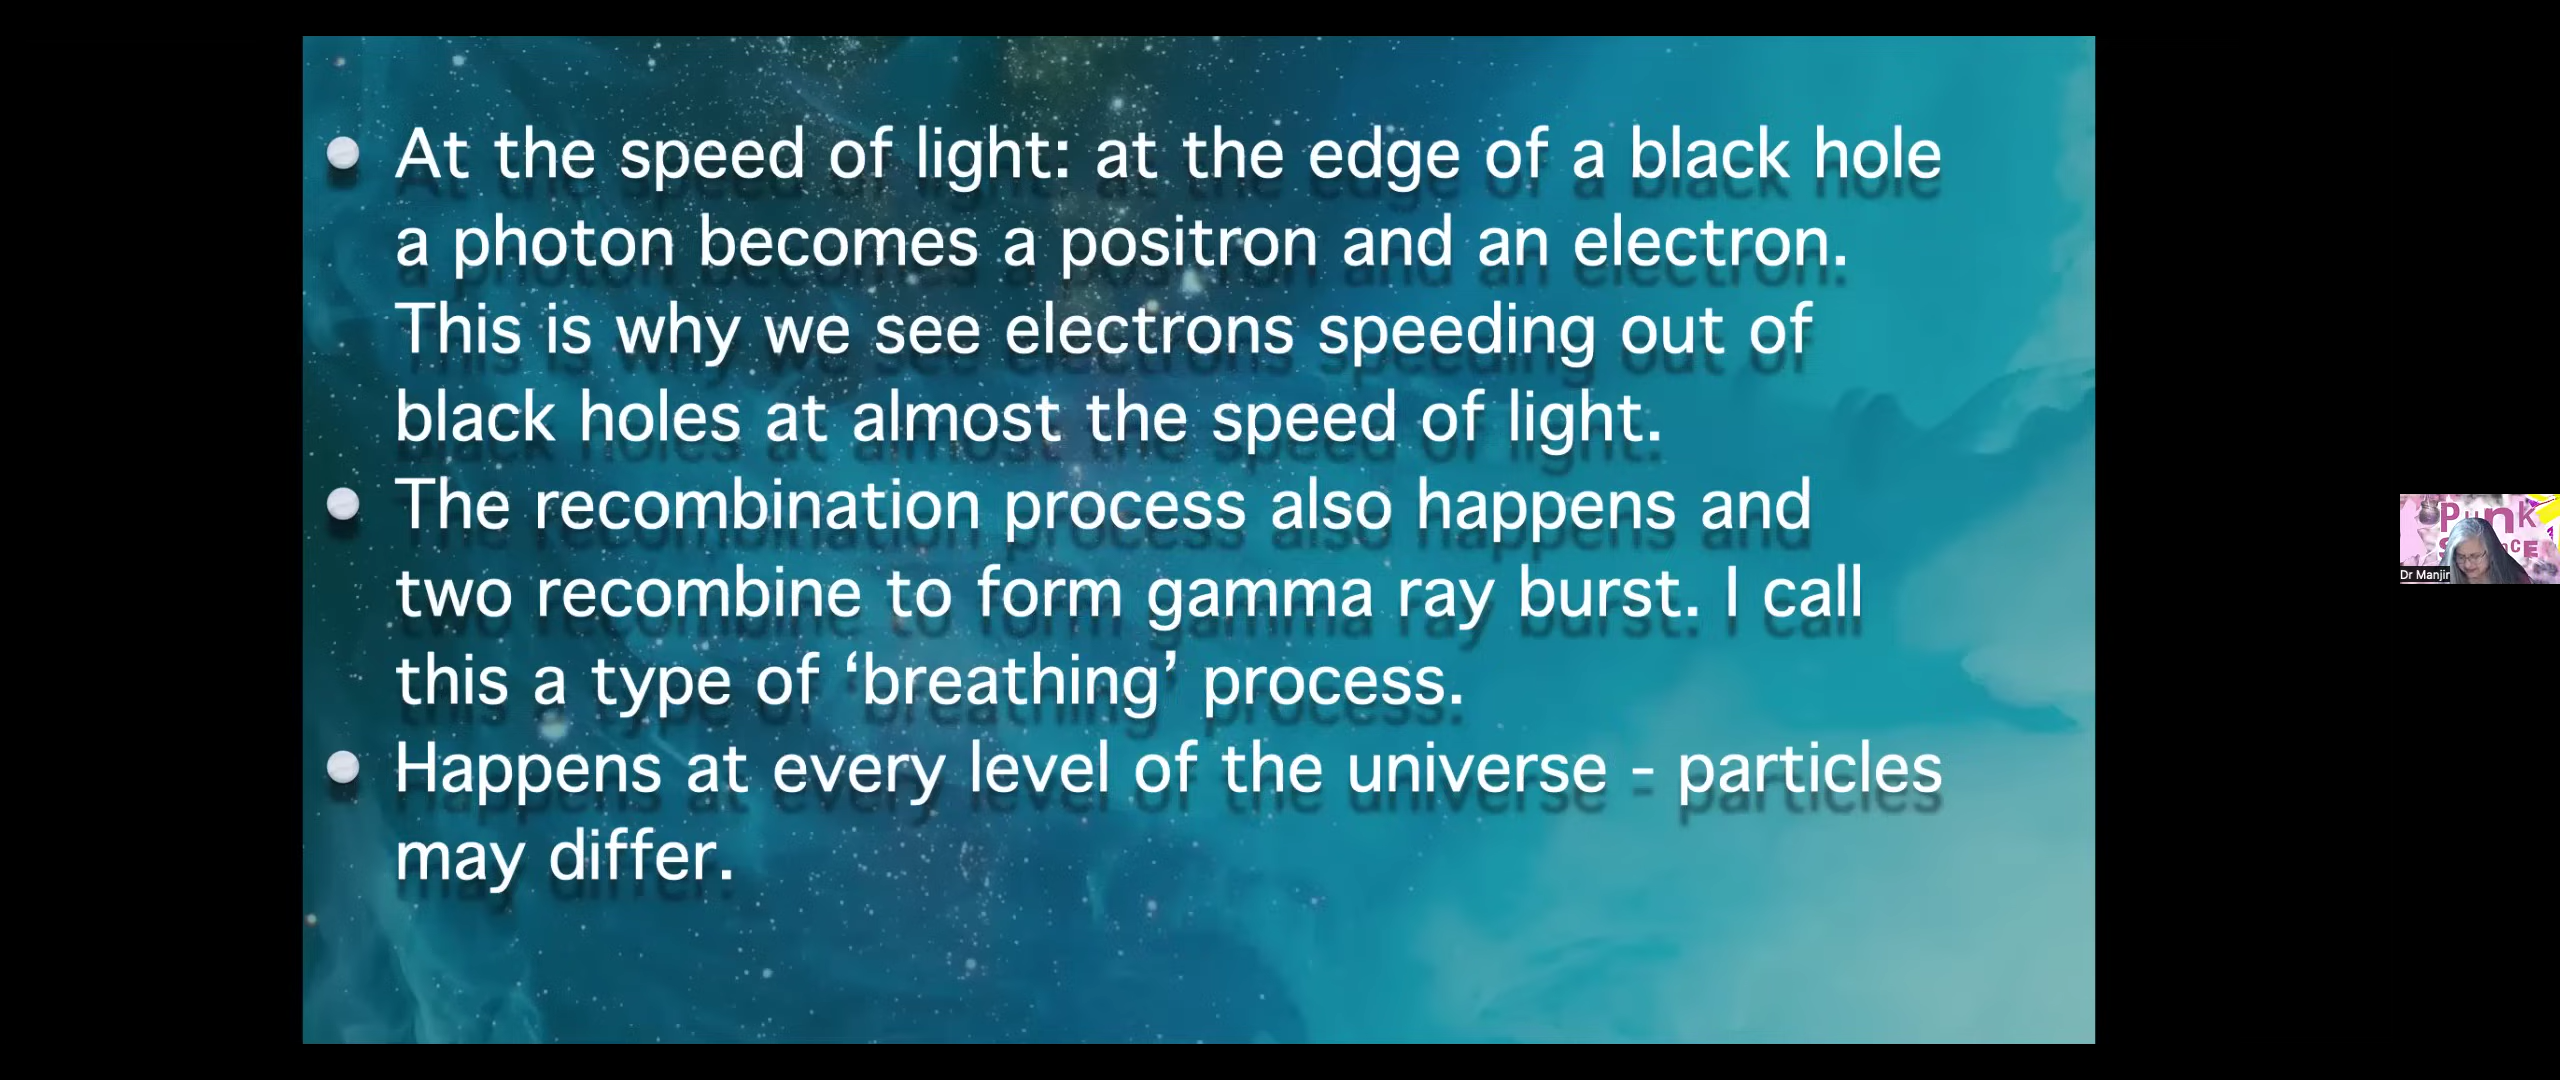 At the speed of light: at the edge of a black hole
a photon becomes a positron and an electron.
This is why we see electrons speeding out of
black holes at almost the speed of light.
The recombination process also happens and
two recombine to form gamma ray burst. I call
this a type of ‘breathing’ process.
Happens at every level of the universe - particles
may differ.
Punk
Dr Manjir